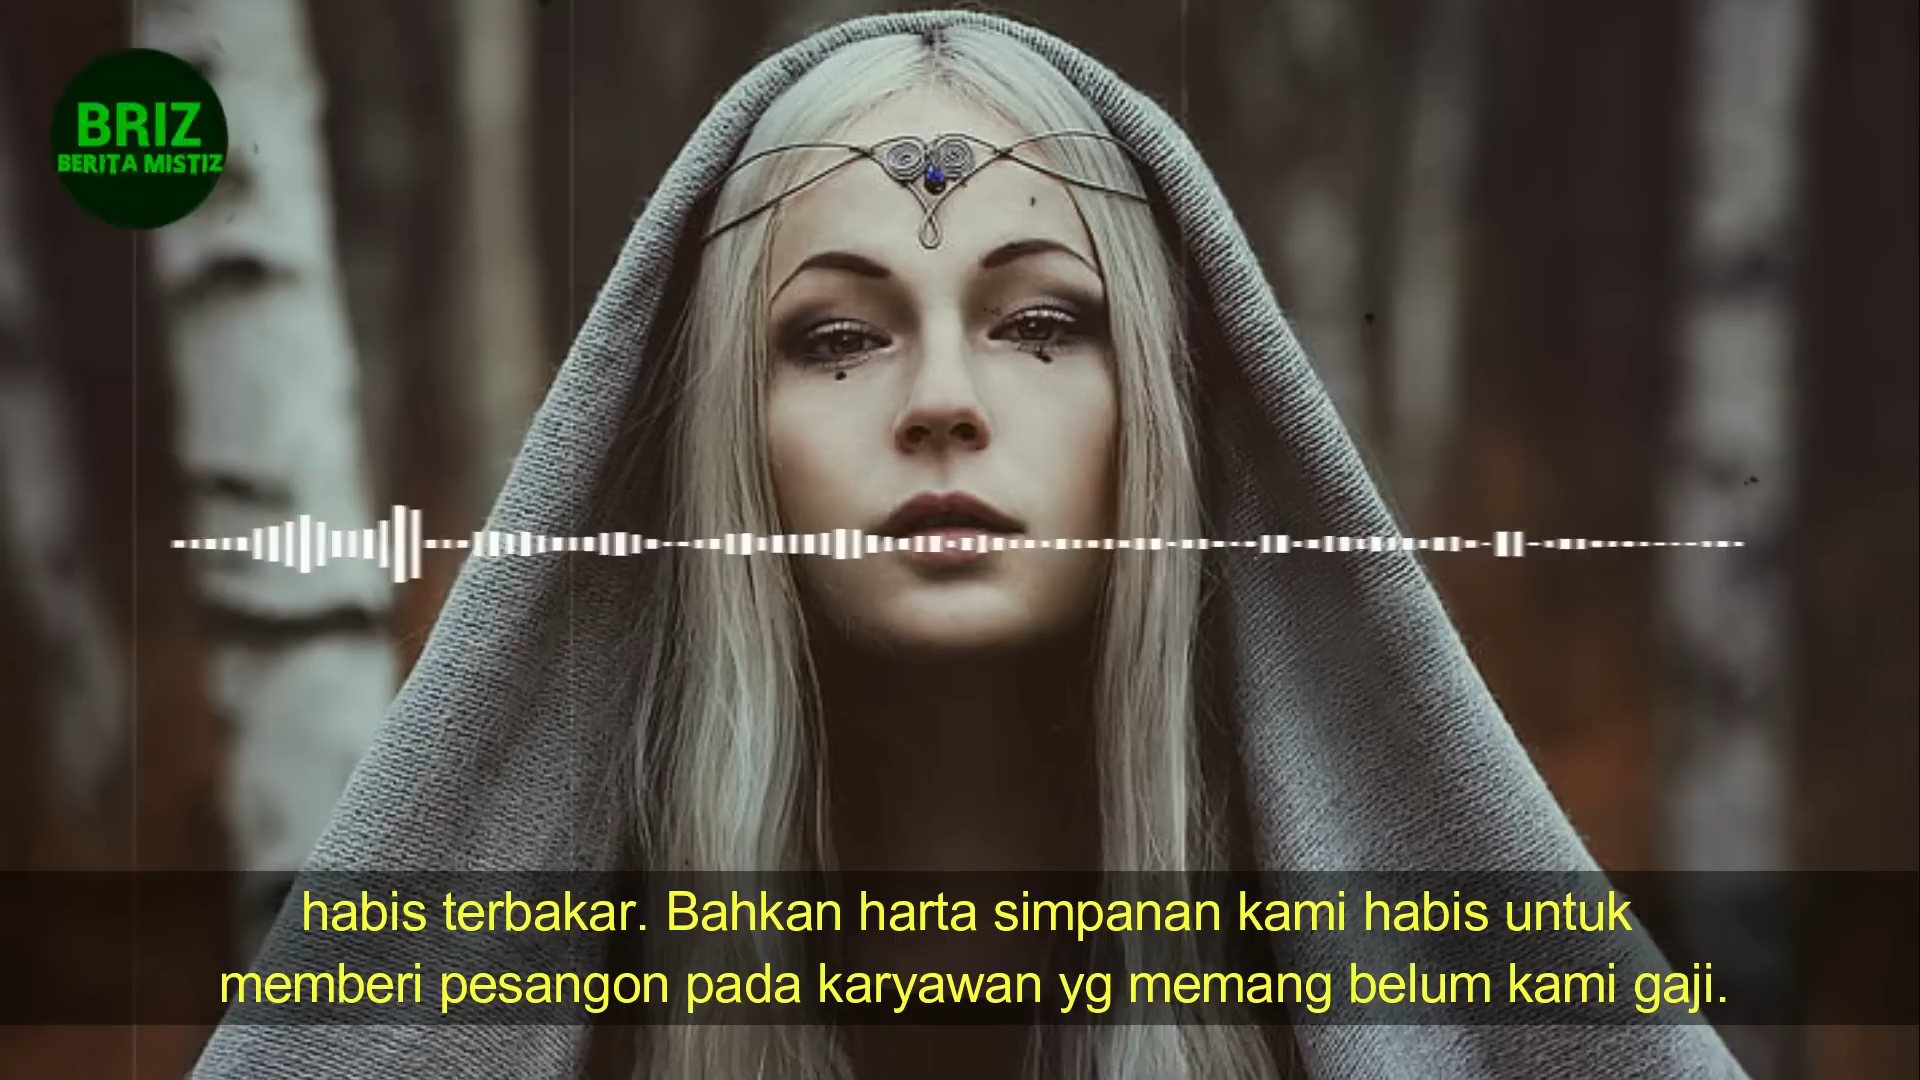 BRIZ
BERITA MISTIZ
habis terbakar. Bahkan harta simpanan kami habis untuk
memberi pesangon pada karyawan yg memang belum kami gaji.